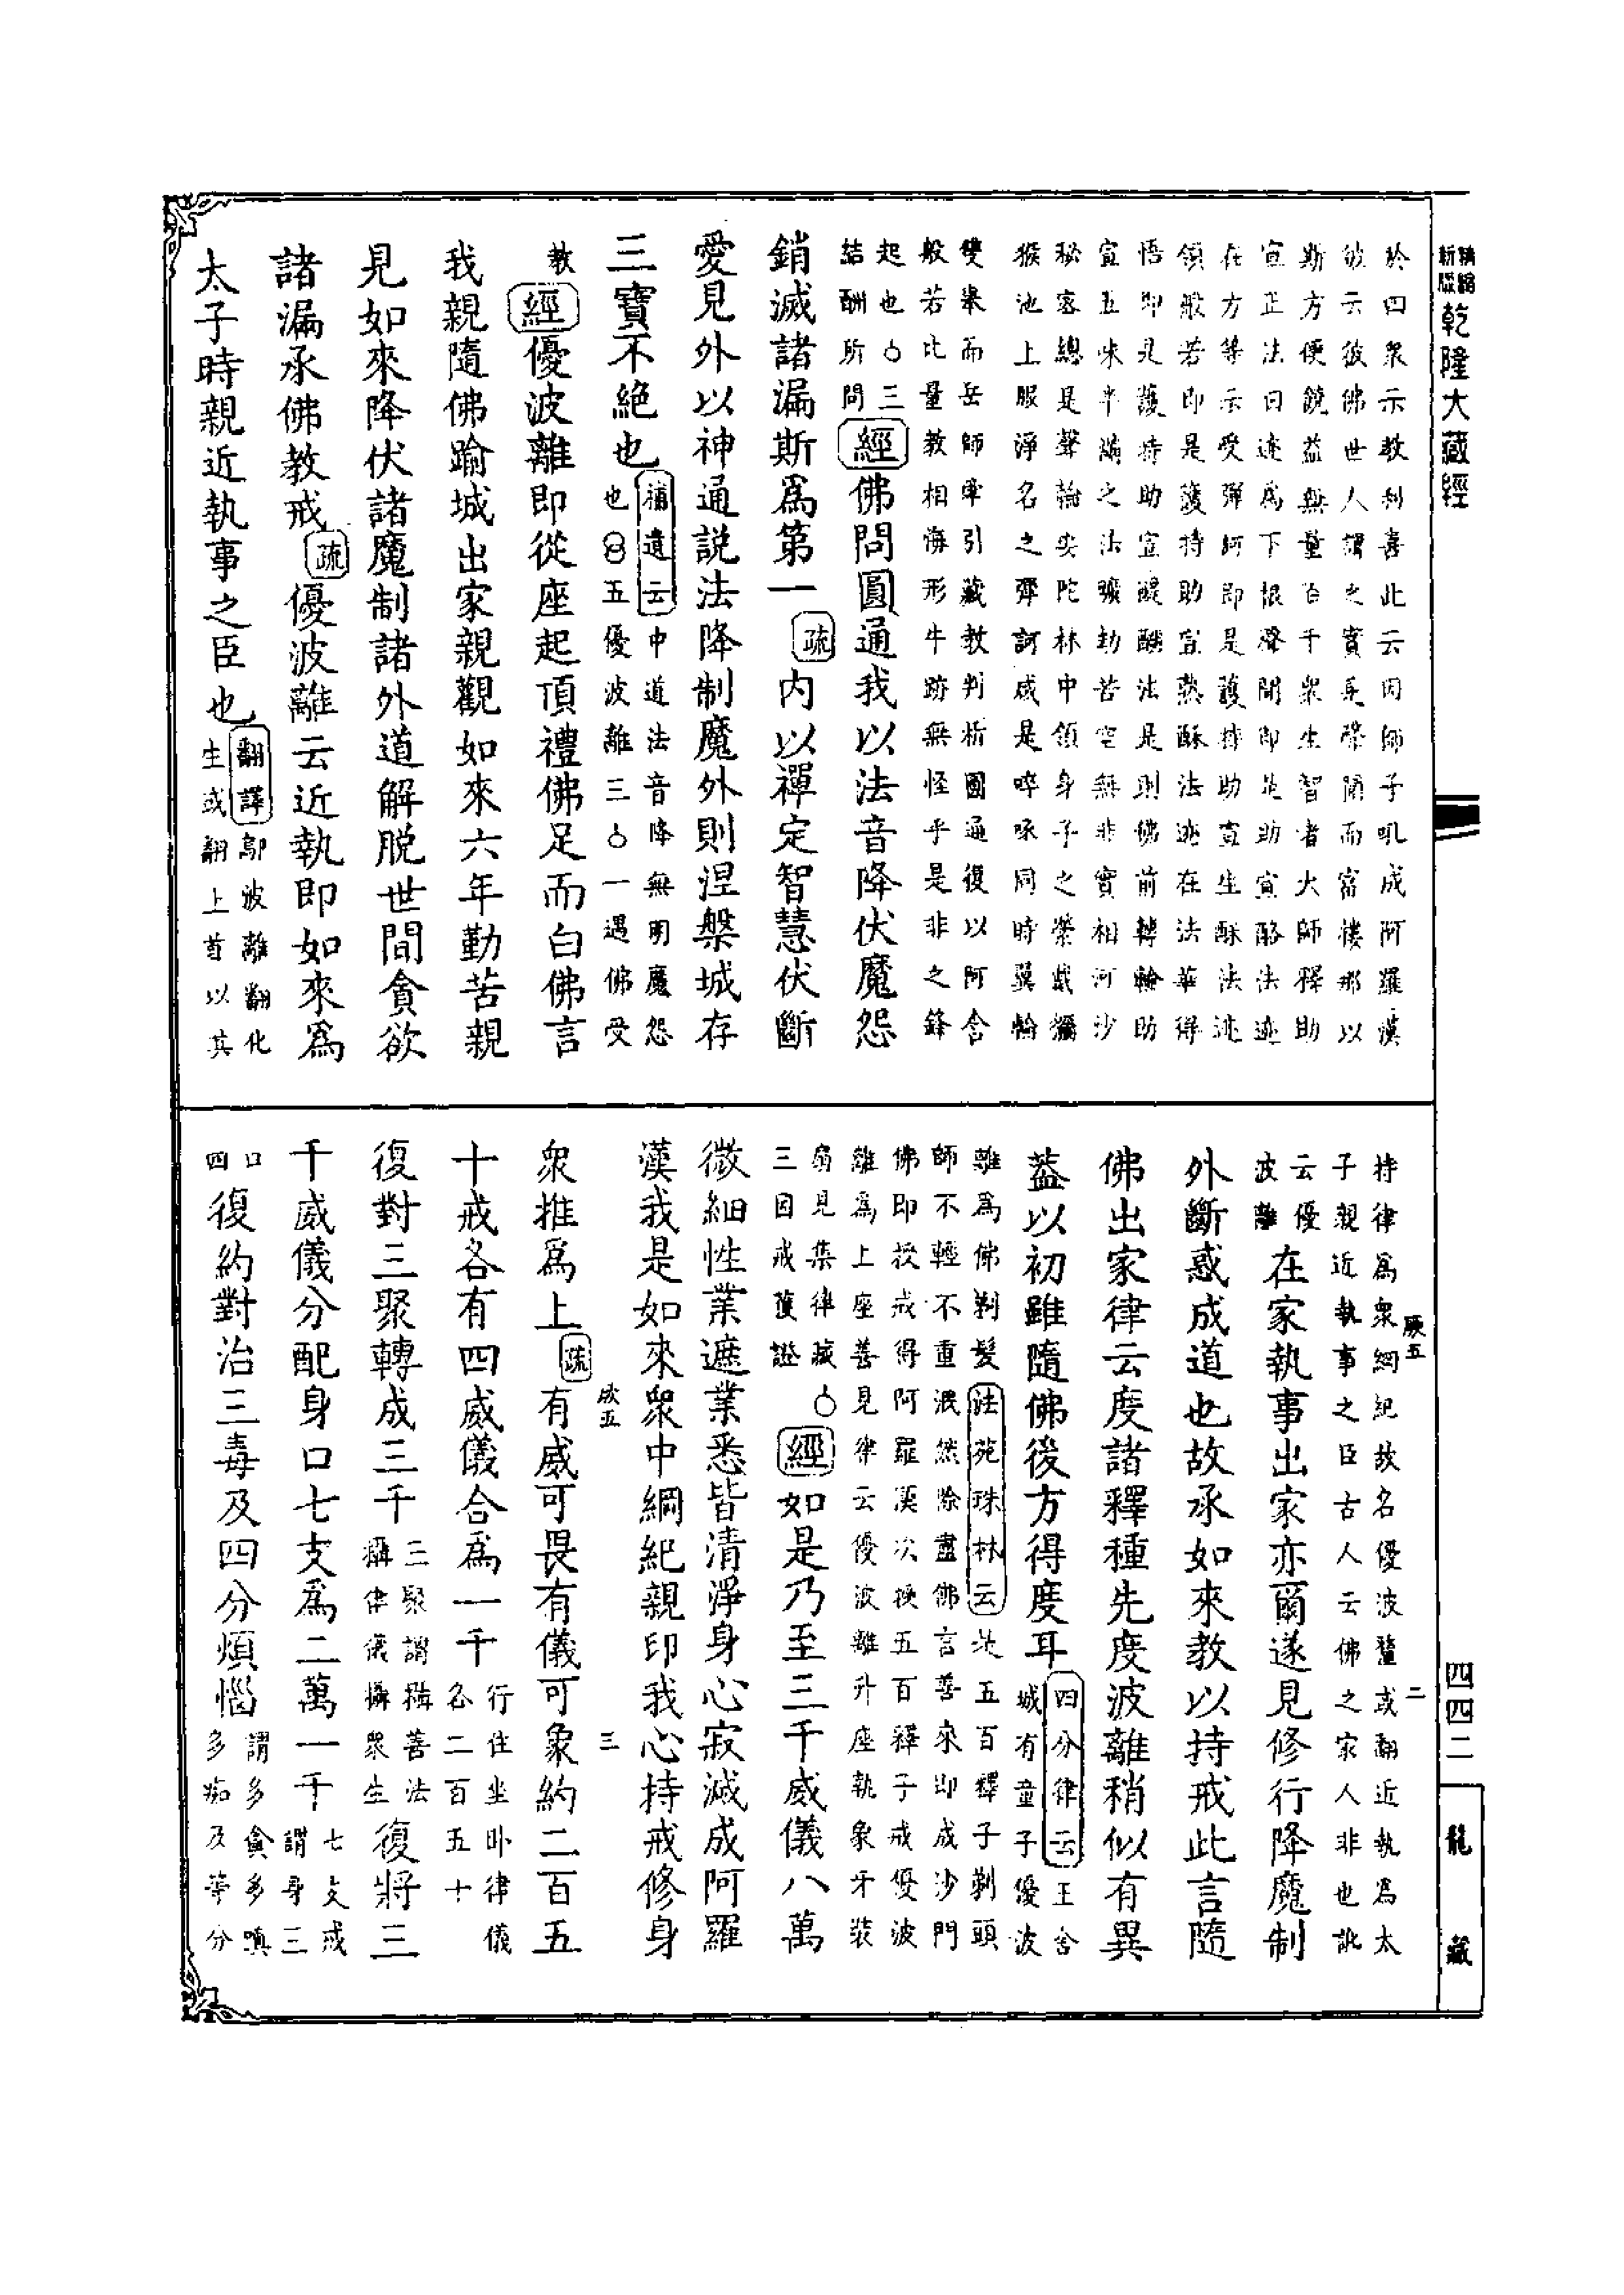 新編縮版
乾隆大藏經
於四衆示教利喜此云因師子吼成阿羅漢
彼云彼佛世人謂之實是聲聞而富樓那以
斯方便饒益無量百千衆生智者大師釋助
宣正法曰迹爲下根聲聞即是助宣酪法迹
在方等示受彈訶即是護持助宣生酥法迹
領般若即是護持助宣熟酥法迹在法華得
悟即是護持助宣醍醐法是則佛前轉輪助
宣五味半滿之法曠劫苦空無非實相河沙
秘密總是聲輪安陀林中領身子之榮戲獼
猴池上服淨名之彈訶咸是啐啄同時翼輪
雙舉而岳師牽引藏教判析圓通復以阿含
般若比量教相悔形牛跡無怪乎是非之鋒
起也○三
結酬所問
經佛問圓通我以法音降伏魔怨
銷滅諸漏斯爲第一疏内以禪定智慧伏斷
愛見外以神通説法降制魔外則涅槃城存
三寶不絶也
補遺云中道法音降無明魔怨
也○○五優波離三○一遇佛受
教經優波離即從座起頂禮佛足而白佛言
我親隨佛踰城出家親觀如來六年勤苦親
見如來降伏諸魔制諸外道解脱世間貪欲
諸漏承佛教戒疏優波離云近執即如來爲
太子時親近執事之臣也
翻譯鄔波離翻化
生或翻上首以其
持律爲衆綱紀故名優波釐或翻近執爲太
子親近執事之臣古人云佛之家人非也訛
云優
波離
在家執事出家亦爾遂見修行降魔制
外斷惑成道也故承如來教以持戒此言隨
佛出家律云度諸釋種先度波離稍似有異
葢以初雖隨佛後方得度耳
四分律云王舍
城有童子優波
離爲佛剃髮法苑珠林云光五百釋子剃頭
師不輕不重泯然除盡佛言善來即成沙門
佛即授戒得阿羅漢次授五百釋子戒優波
離爲上座善見律云優波離升座執象牙裝
扇見集律藏○
三因戒獲證
經如是乃至三千威儀八萬
微細性業遮業悉皆清淨身心寂滅成阿羅
漢我是如來衆中綱紀親印我心持戒修身
衆推爲上疏有威可畏有儀可象約二百五
十戒各有四威儀合爲一千
行住坐卧律儀
各二百五十
復對三聚轉成三千
三聚謂攝善法
攝律儀攝衆生
復將三
千威儀分配身口七支爲二萬一千
七支戒
謂身三
口
四
復約對治三毒及四分煩惱
謂多貪多嗔
多痴及等分
四四二
龍藏